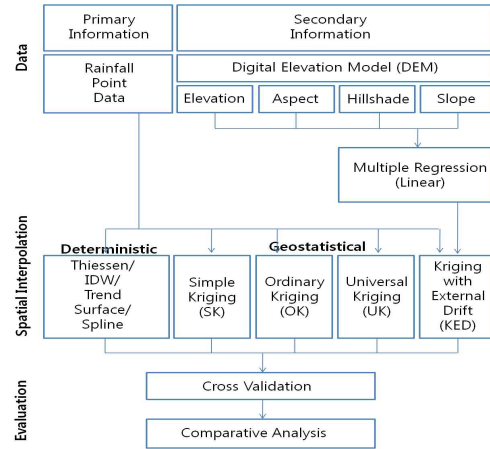 Primary
Information
Secondary
Information
Data
Rainfall
Point
Data
Digital Elevation Model (DEM)
Elevation
Aspect
Hillshade
Slope
Multiple Regression
(Linear)
Spatial Interpolation
Deterministic
Geostatistical
Thiessen/
IDW/
Trend
Surface/
Spline
Simple
Kriging
(SK)
Ordinary
Kriging
(OK)
Universal
Kriging
(UK)
Kriging
with
External
Drift
(KED)
Evaluation
Cross Validation
Comparative Analysis